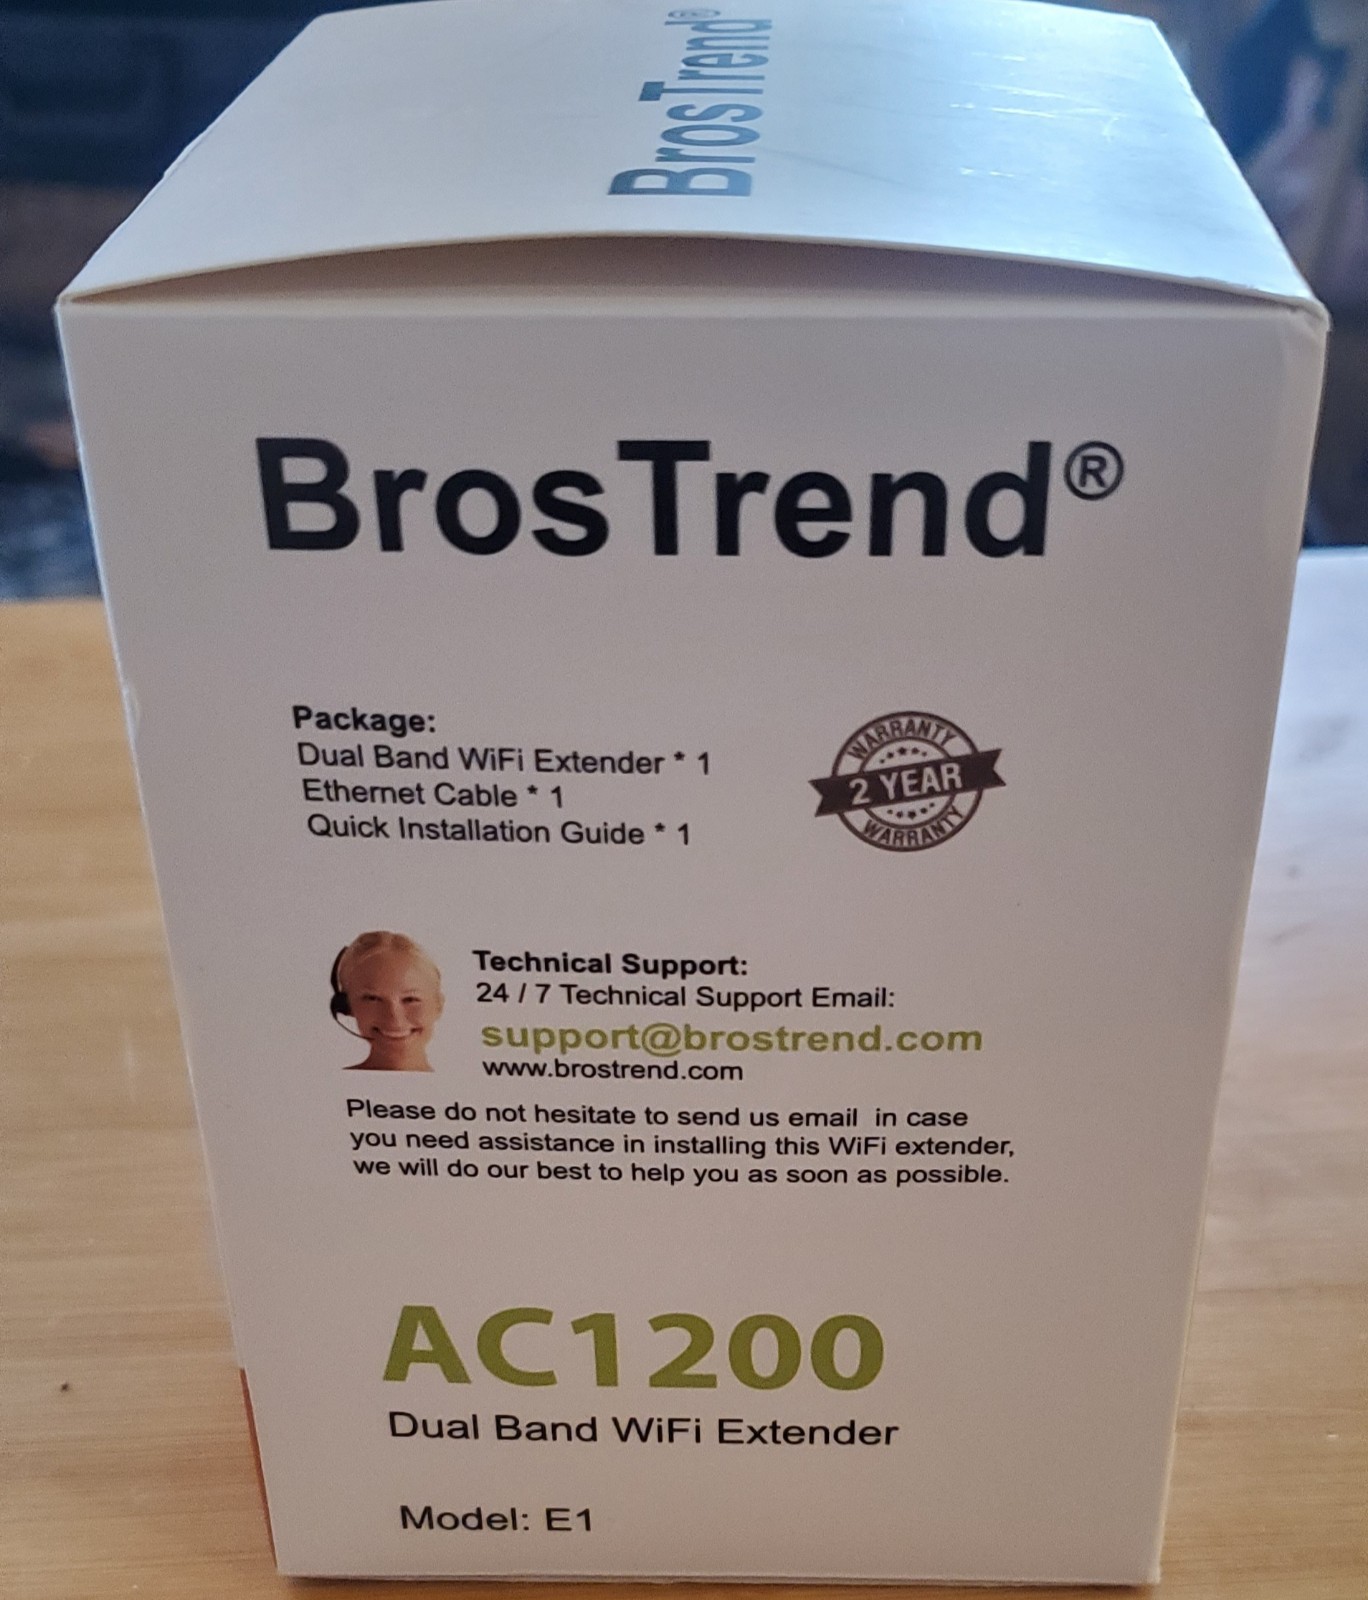 BrosTrend®
BrosTrend®
Package:
Dual Band WiFi Extender * 1
Ethernet Cable * 1
Quick Installation Guide * 1
WARRANTY
2 YEAR
WARRANTY
Technical Support:
24 / 7 Technical Support Email:
support@brostrend.com
www.brostrend.com
Please do not hesitate to send us email in case
you need assistance in installing this WiFi extender,
we will do our best to help you as soon as possible.
AC1200
Dual Band WiFi Extender
Model: E1